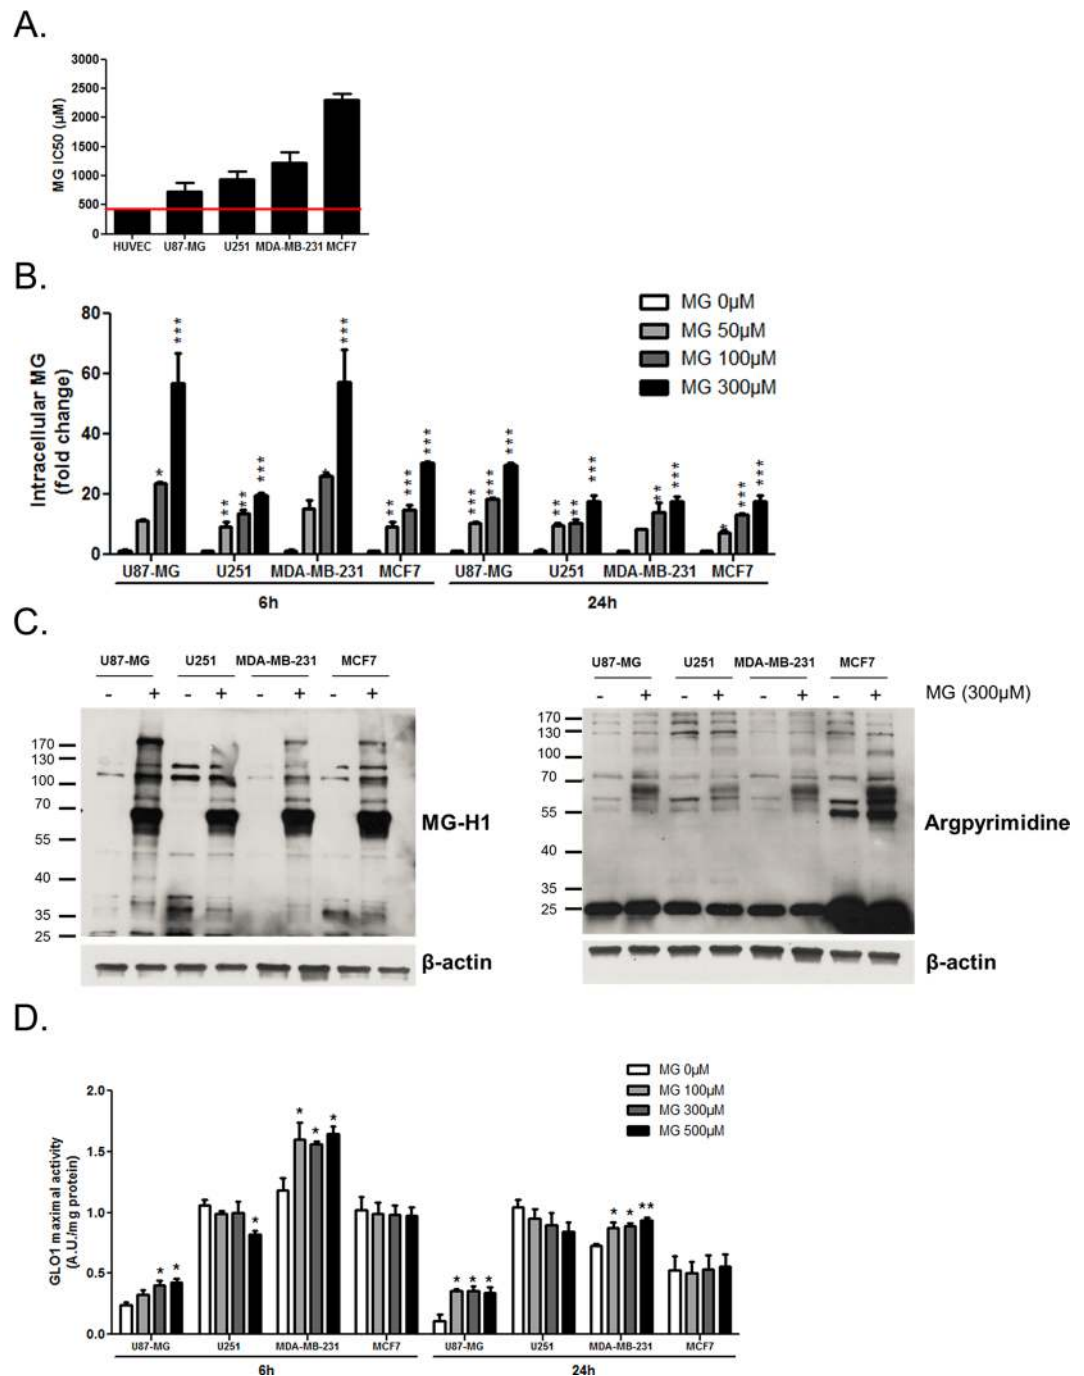 A.
3000
2500
2000
1500
1000
500
0
MG IC50 (µM)
HUVEC U87-MG U251 MDA-MB-231 MCF7
B.
MG 0µM
MG 50µM
MG 100µM
MG 300µM
80
60
40
20
0
Intracellular MG
(fold change)
*** *** *** *** *** *** *** *** * * ** ** ** *** *** *** ** ** ** * ***
U87-MG U251 MDA-MB-231 MCF7 U87-MG U251 MDA-MB-231 MCF7
6h 24h
C.
U87-MG U251 MDA-MB-231 MCF7
- + - + - + - +
170
130
100
70
55
40
35
25
MG-H1
β-actin
U87-MG U251 MDA-MB-231 MCF7
- + - + - + - + MG (300µM)
170
130
100
70
55
40
35
25
Argpyrimidine
β-actin
D.
MG 0µM
MG 100µM
MG 300µM
MG 500µM
2.0
1.5
1.0
0.5
0.0
GLO1 maximal activity
(A.U./mg protein)
* * * * * * * * * * * * **
U87-MG U251 MDA-MB-231 MCF7 U87-MG U251 MDA-MB-231 MCF7
6h 24h